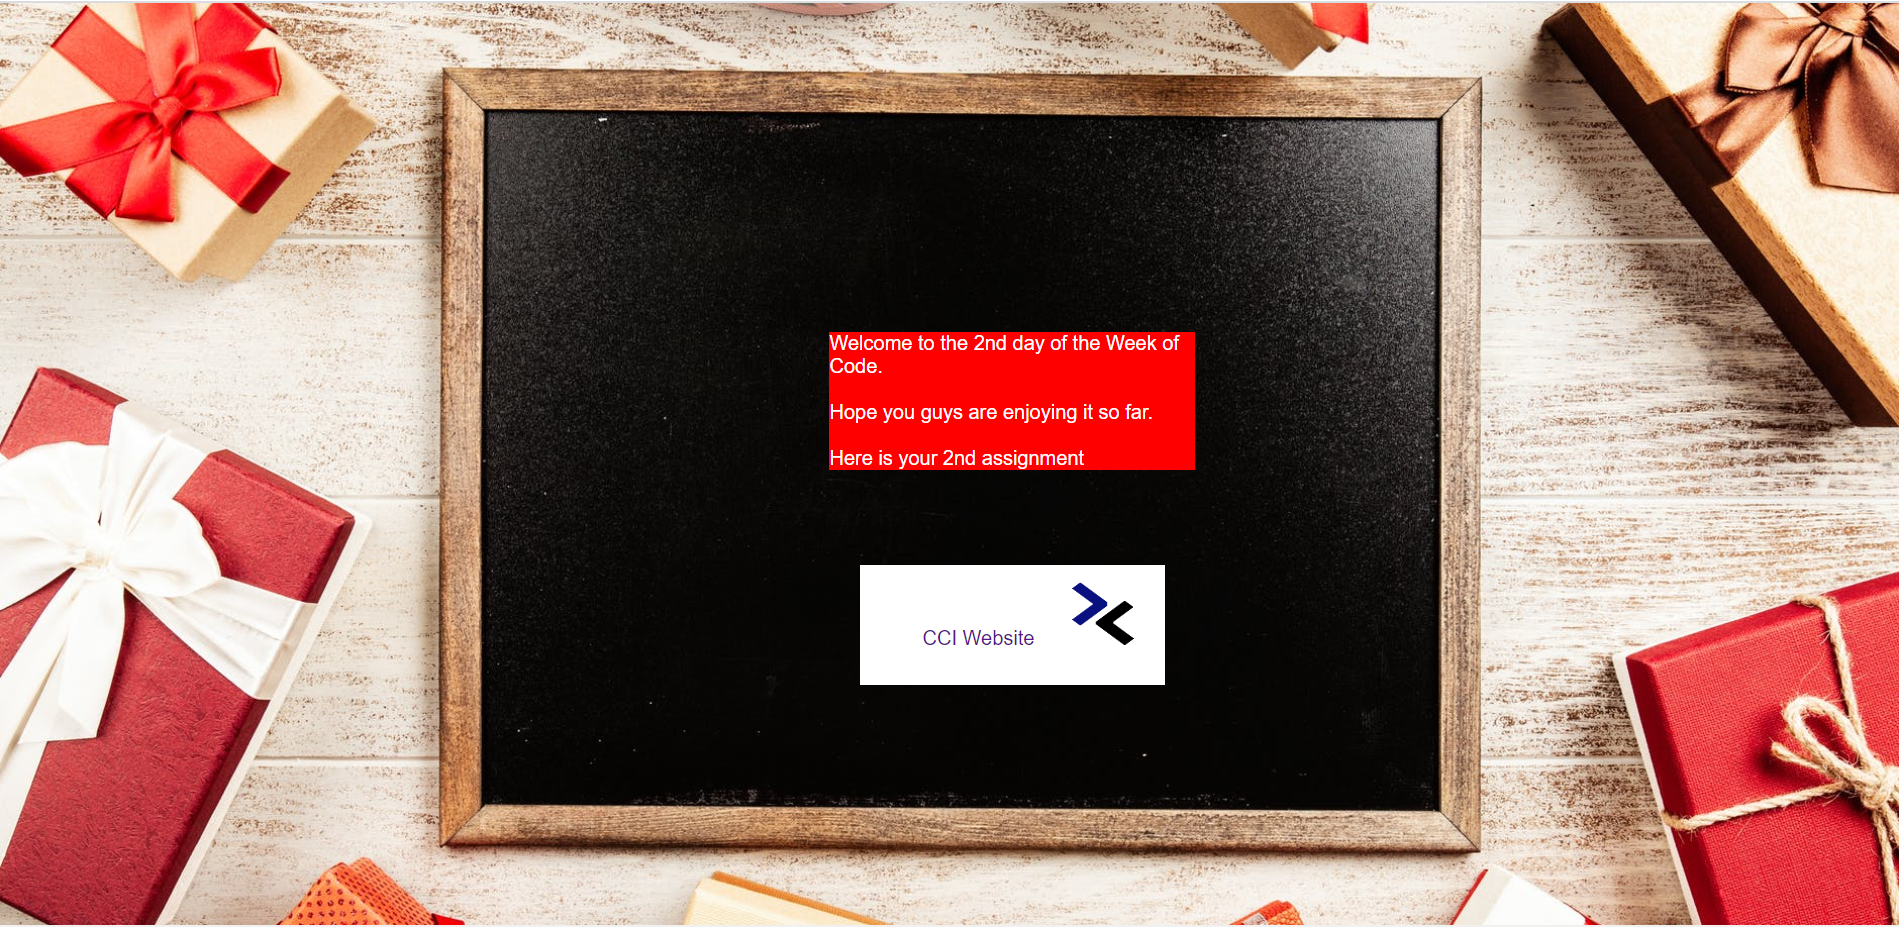 Welcome to the 2nd day of the Week of
Code.
Hope you guys are enjoying it so far.
Here is your 2nd assignment
CCI Website